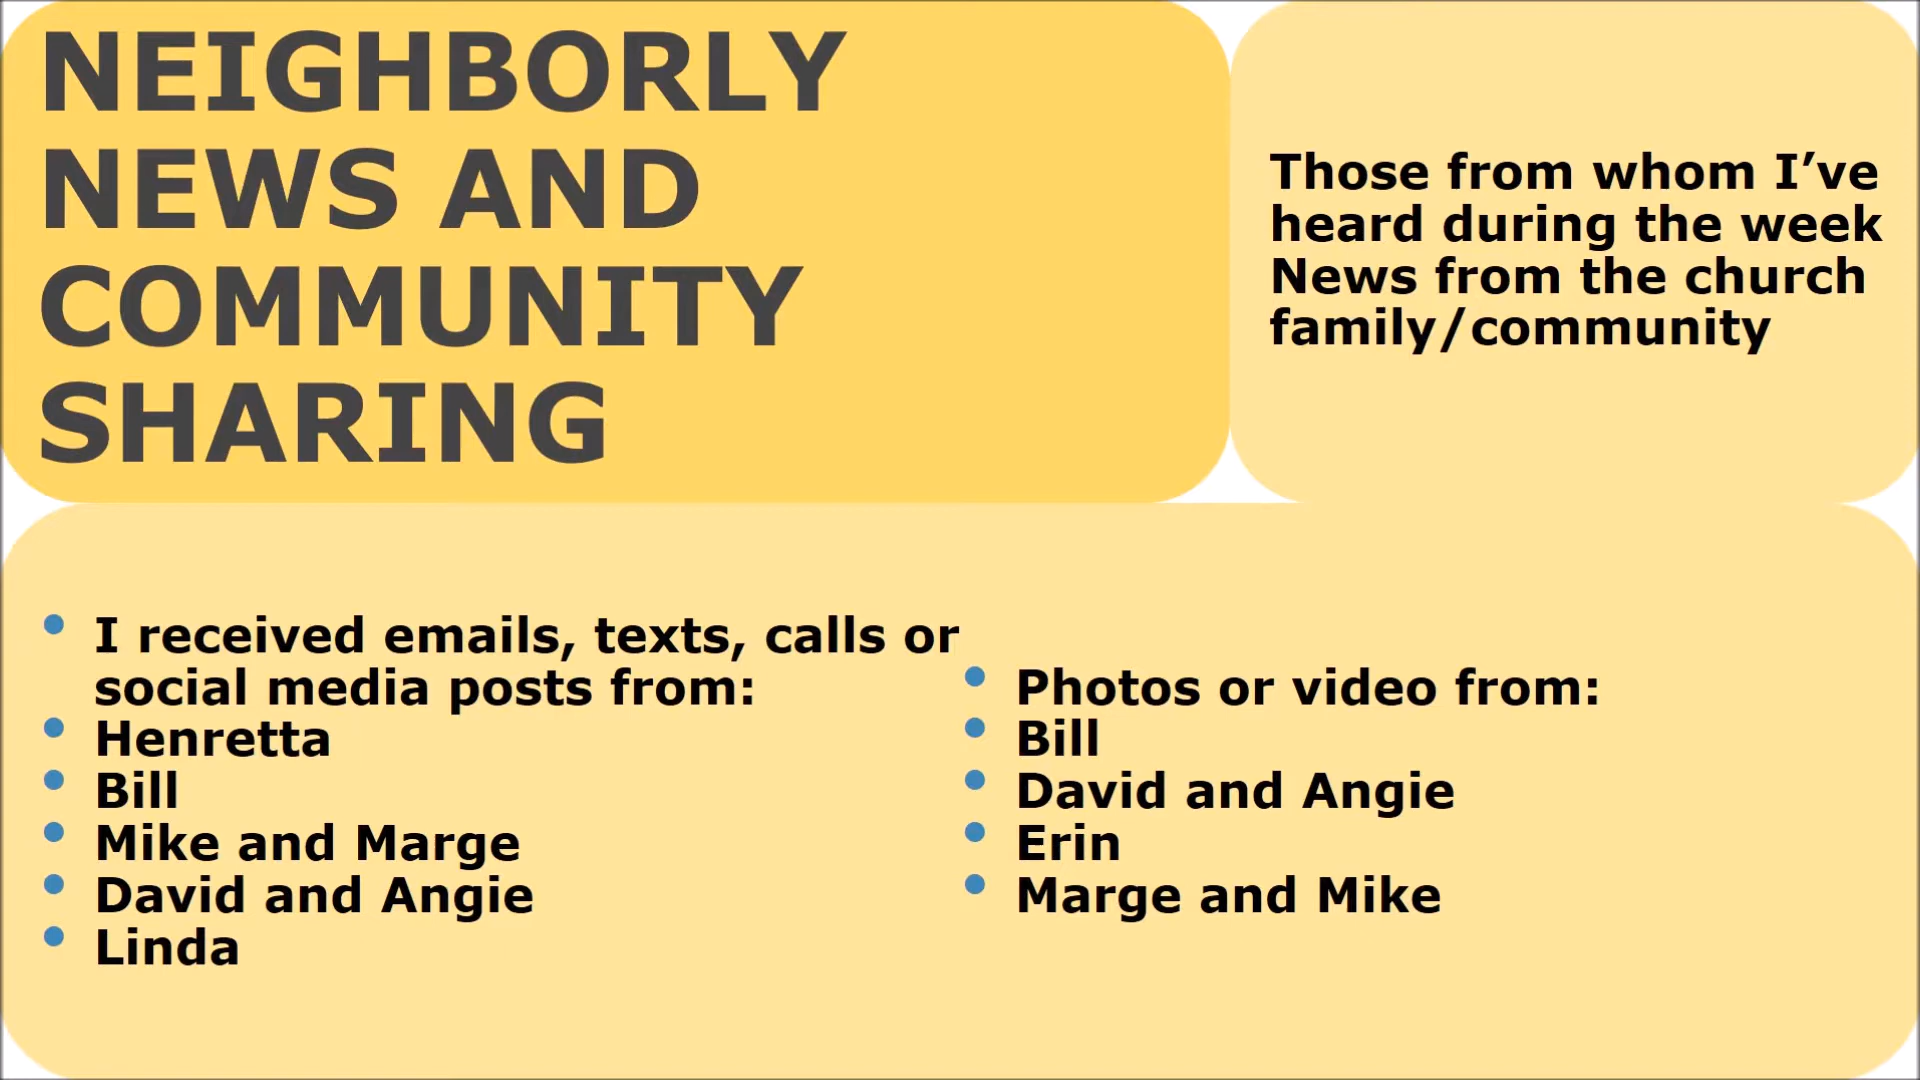 NEIGHBORLY
NEWS AND
COMMUNITY
SHARING
Those from whom I’ve
heard during the week
News from the church
family/community
• I received emails, texts, calls or
social media posts from:
• Henretta
• Bill
• Mike and Marge
• David and Angie
• Linda
• Photos or video from:
• Bill
• David and Angie
• Erin
• Marge and Mike